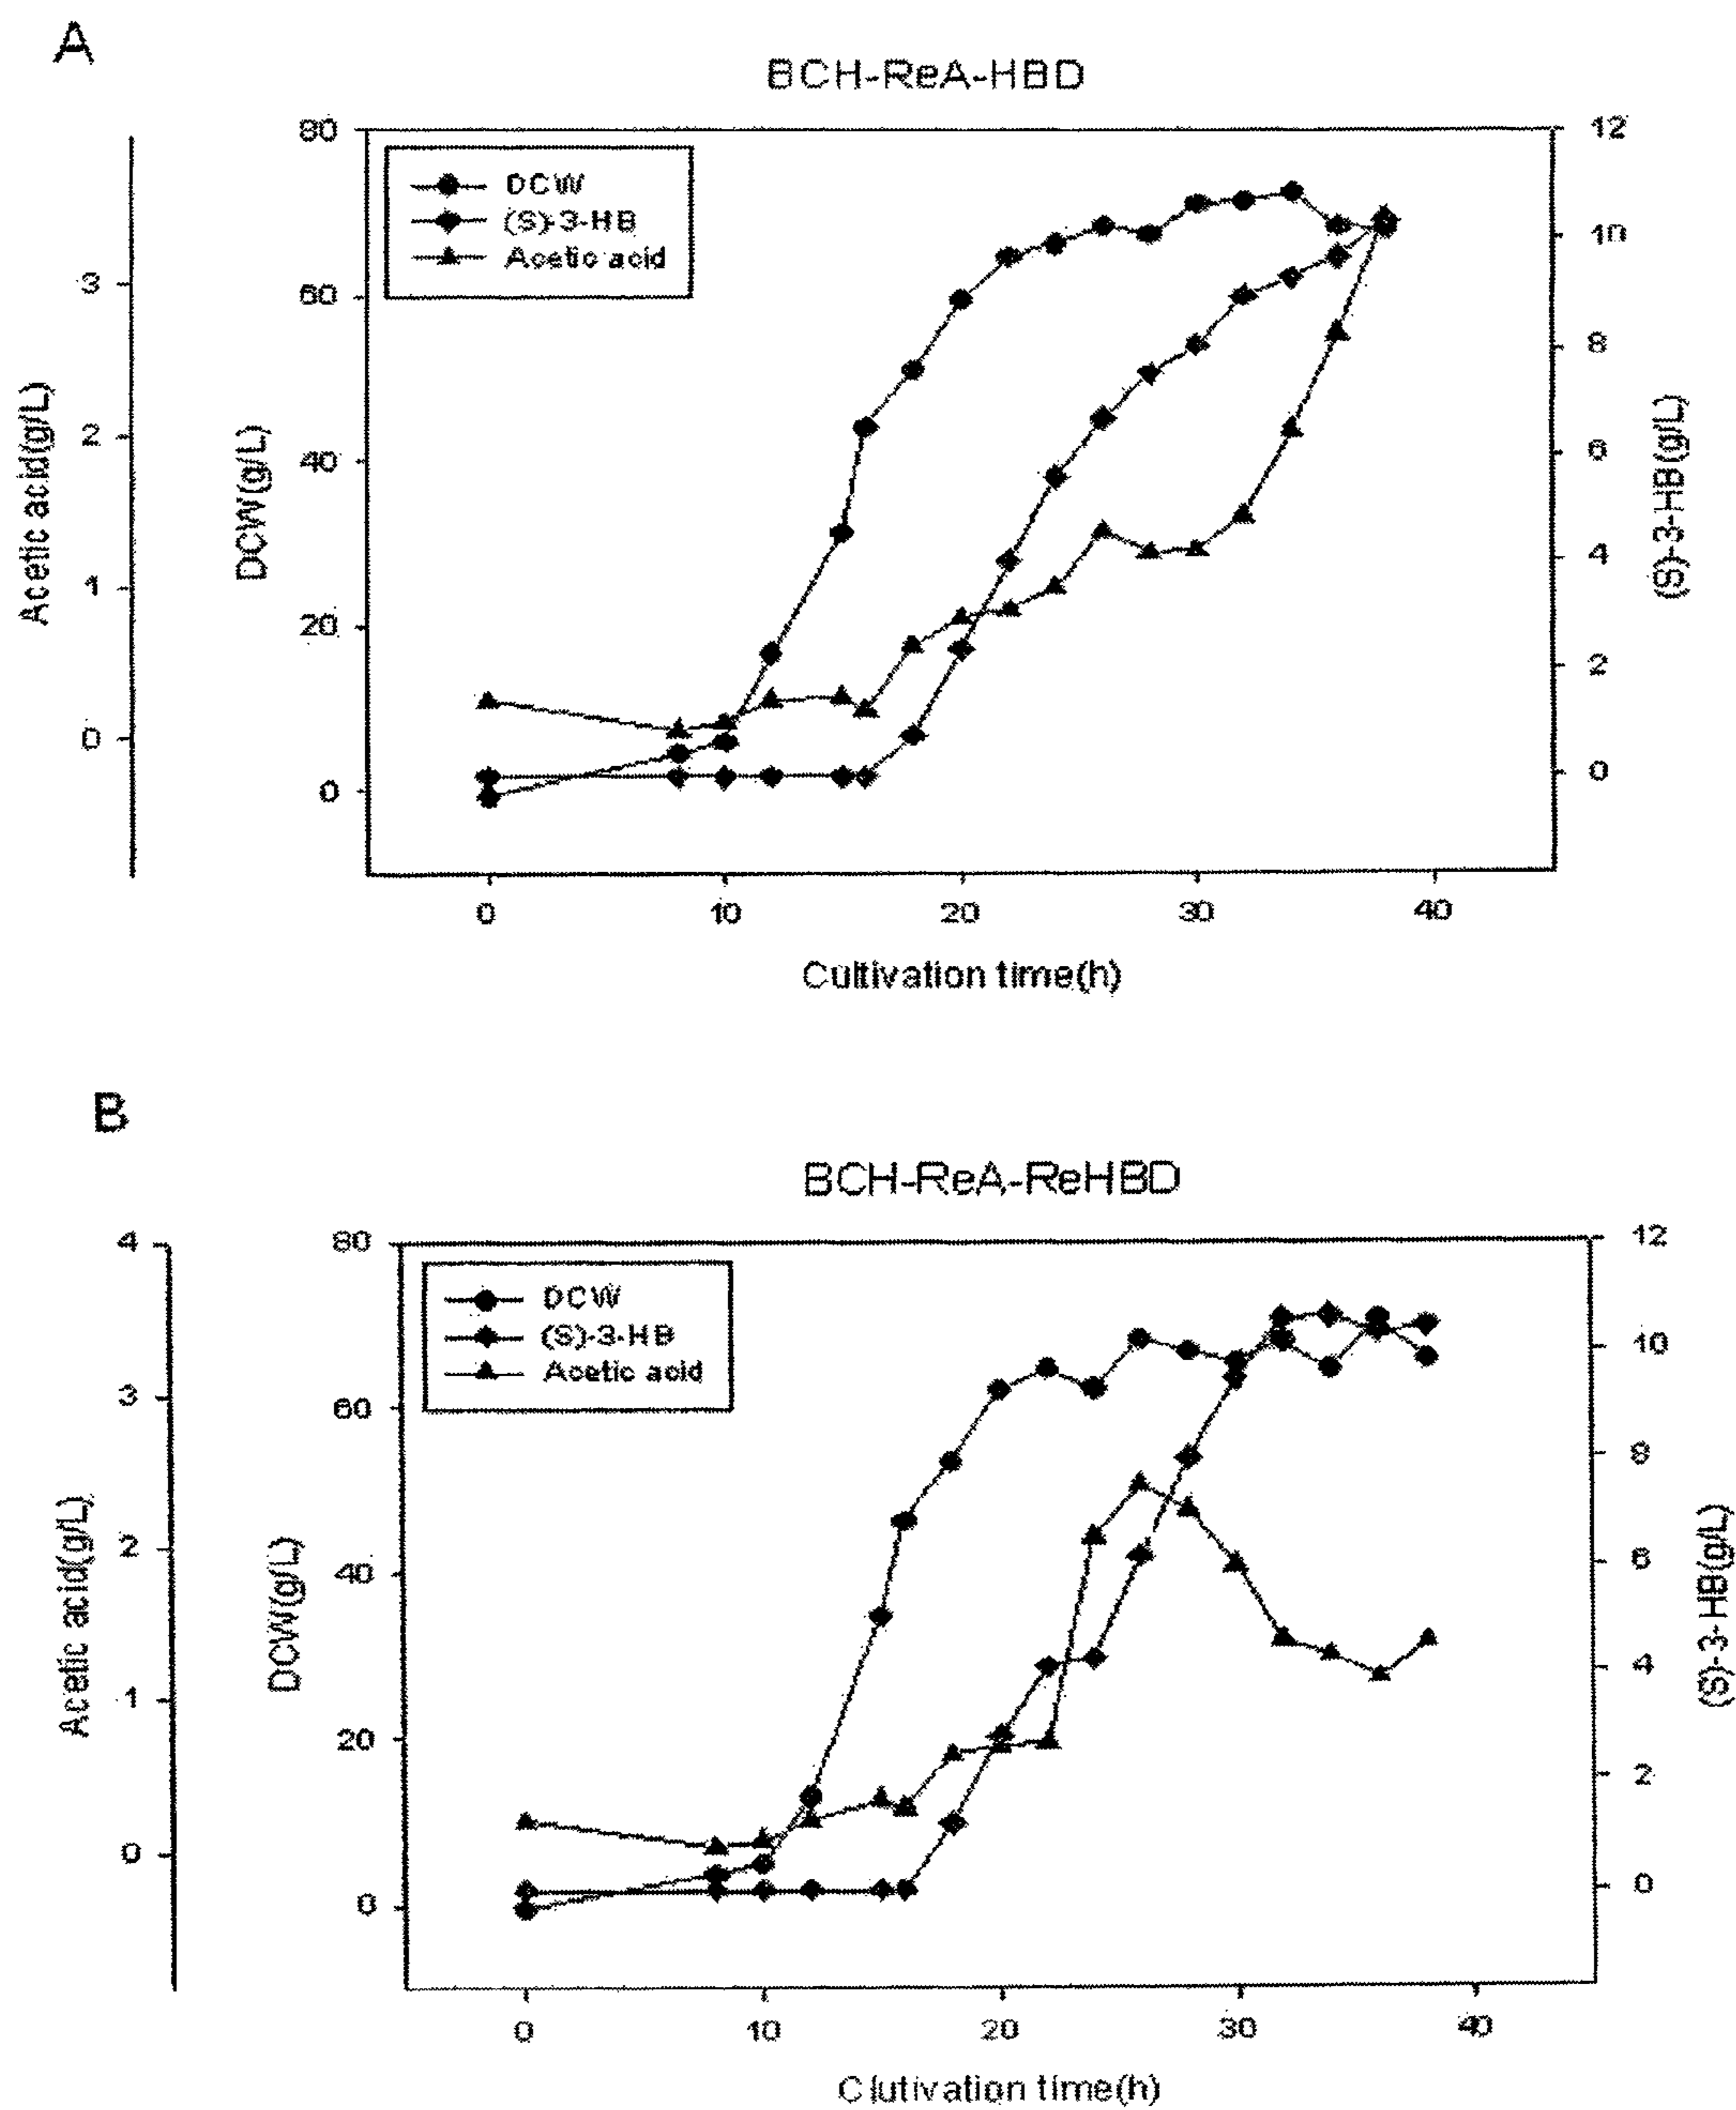 A
BCH-ReA-HBD
80
60
40
20
0
12
10
8
6
4
2
0
3
2
1
0
DCW
(S)-3-HB
Acetic acid
Acetic acid(g/L)
DCW(g/L)
(S)-3-HB(g/L)
0 10 20 30 40
Cultivation time(h)
B
BCH-ReA-ReHBD
4
3
2
1
0
80
60
40
20
0
12
10
8
6
4
2
0
DCW
(S)-3-HB
Acetic acid
Acetic acid(g/L)
DCW(g/L)
(S)-3-HB(g/L)
0 10 20 30 40
Clutivation time(h)